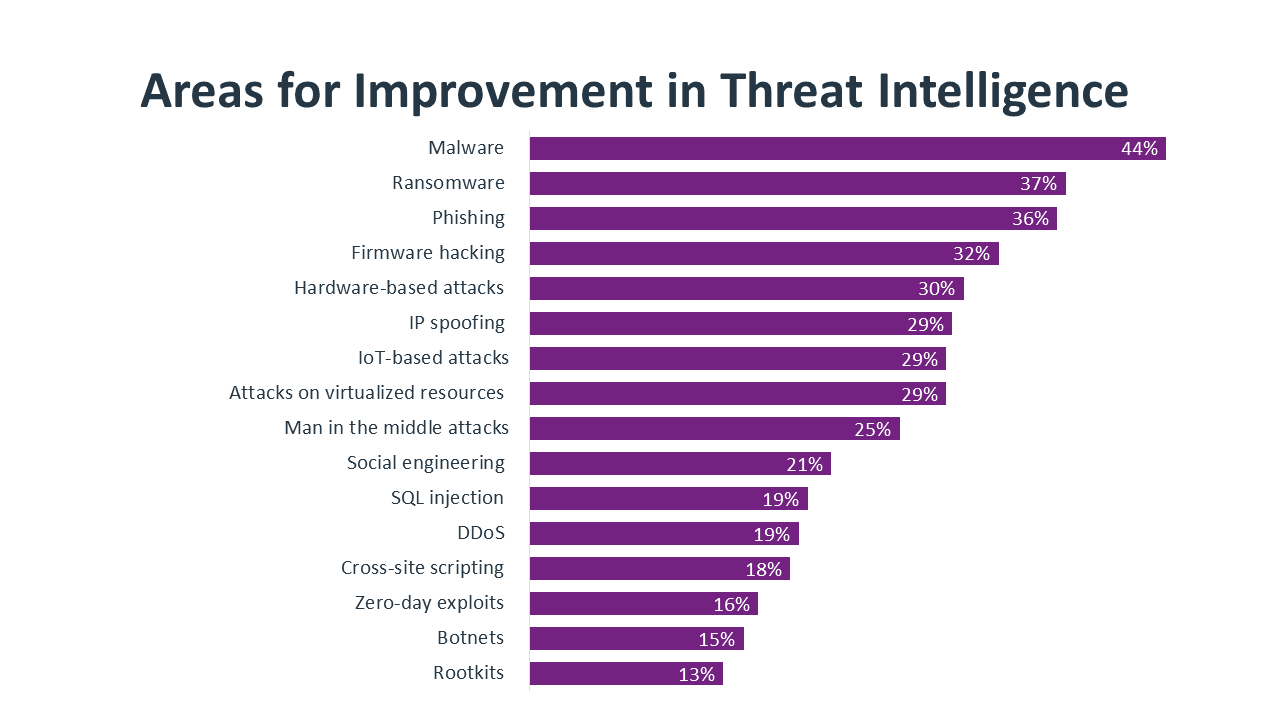 Areas for Improvement in Threat Intelligence
Malware 44%
Ransomware 37%
Phishing 36%
Firmware hacking 32%
Hardware-based attacks 30%
IP spoofing 29%
IoT-based attacks 29%
Attacks on virtualized resources 29%
Man in the middle attacks 25%
Social engineering 21%
SQL injection 19%
DDoS 19%
Cross-site scripting 18%
Zero-day exploits 16%
Botnets 15%
Rootkits 13%